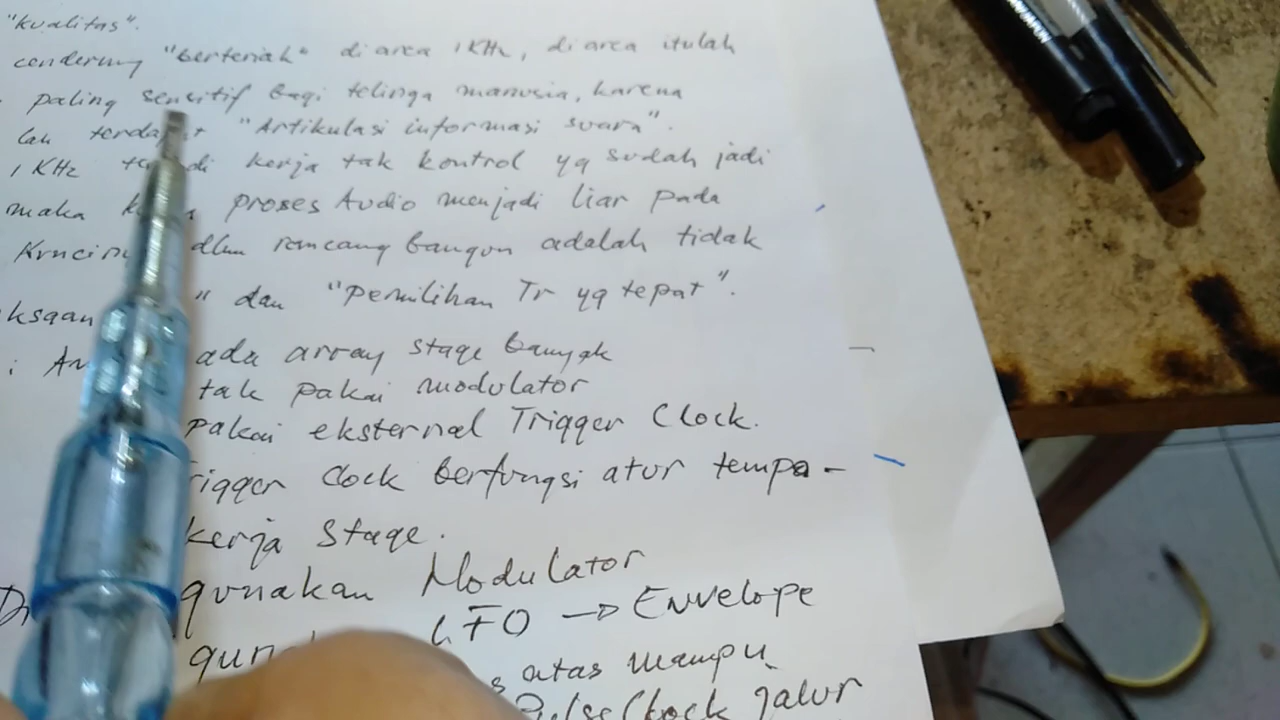 "kualitas".
cenderung "berteriak" di area 1KHz, di area itulah
paling sensitif bagi telinga manusia, karena
lah "Artikulasi informasi suara".
1KHz kerja tak kontrol yg sudah jadi
maka proses Audio menjadi liar pada
dlm rancang bangun adalah tidak
" dan "Pemilihan Tr yg tepat".
ada array stage banyak
tak pakai modulator
pakai eksternal Trigger Clock.
rigger Clock berfungsi atur tempo-
kerja stage.
gunakan Modulator
LFO → Envelope
atas mampu
Pulse Clock jalur